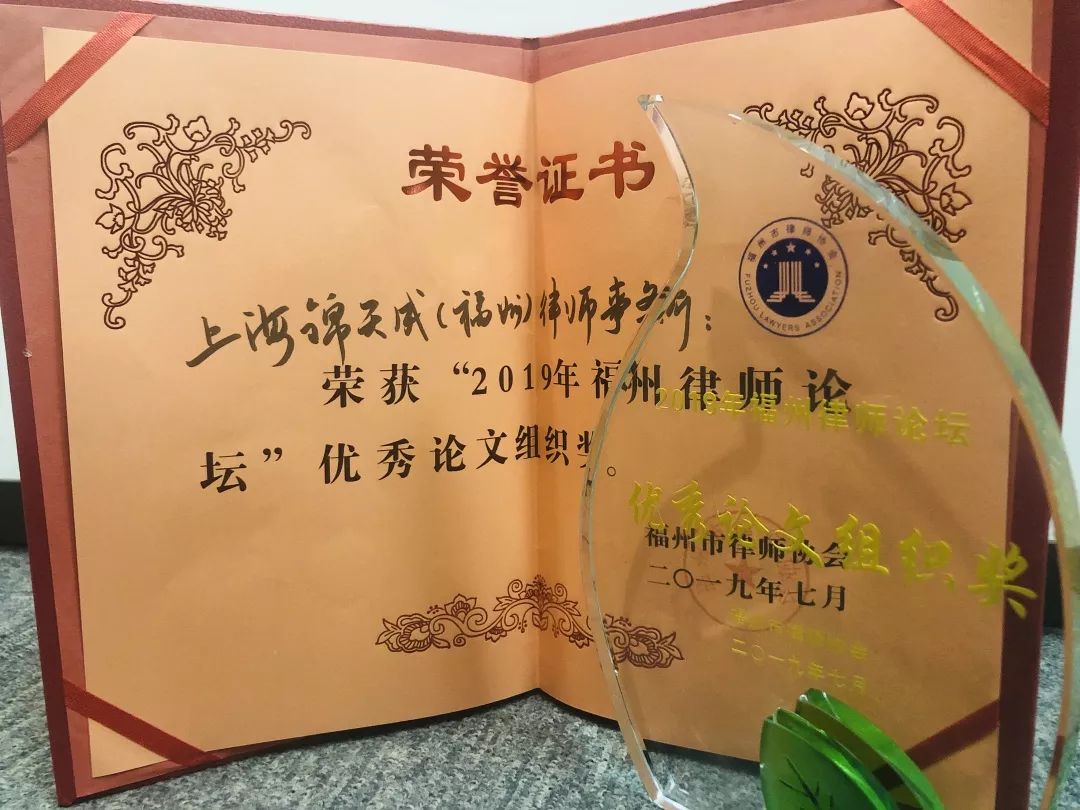 荣誉证书
福州市律师协会
FUZHOU LAWYERS ASSOCIATION
上海锦天城(福州)律师事务所:
荣获“2019年福州律师论
坛”优秀论文组织奖。
福州市律师协会
二〇一九年七月
2019年福州律师论坛
优秀论文组织奖
福州市律师协会
二〇一九年七月